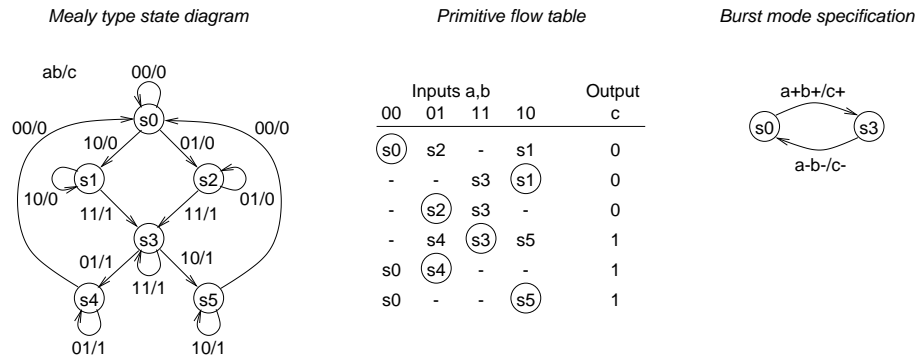 Mealy type state diagram
ab/c
00/0
00/0
00/0
s0
10/0
01/0
s1
s2
10/0
01/0
11/1
11/1
s3
01/1
10/1
11/1
s4
s5
01/1
10/1
Primitive flow table
Inputs a,b Output
00 01 11 10 c
s0 s2 - s1 0
- - s3 s1 0
- s2 s3 - 0
- s4 s3 s5 1
s0 s4 - - 1
s0 - - s5 1
Burst mode specification
a+b+/c+
s0 s3
a-b-/c-